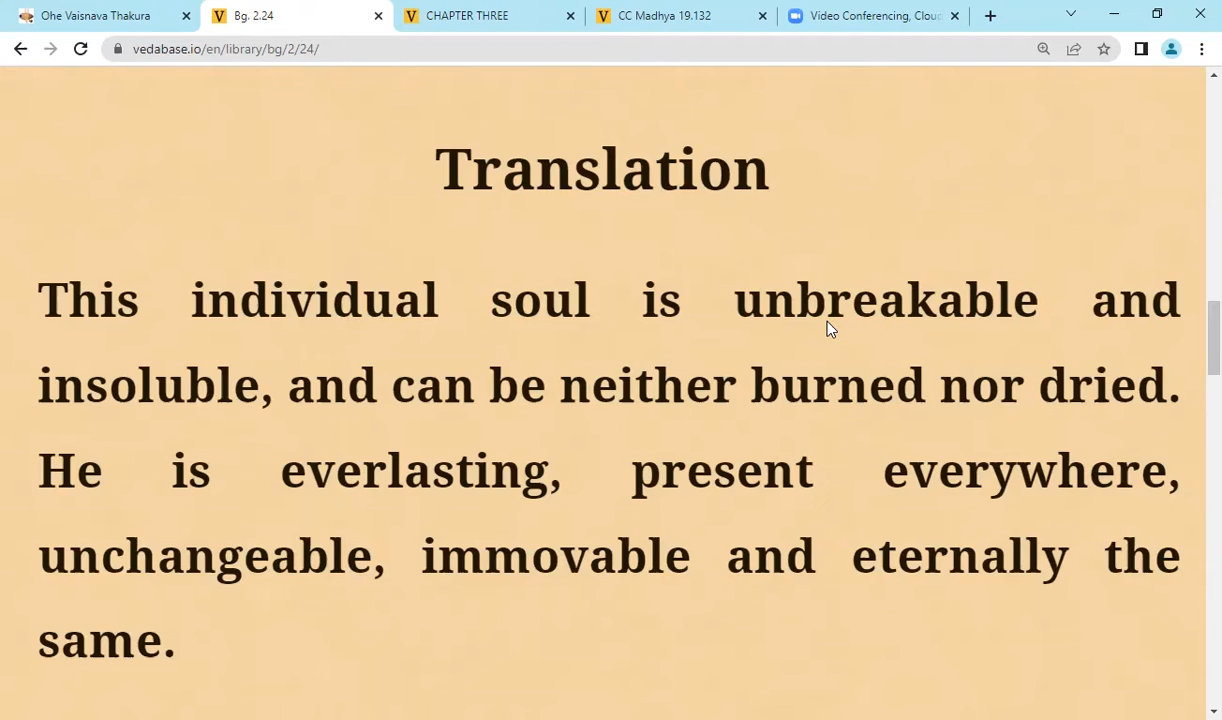 Ohe Vaisnava Thakura
Bg. 2.24
CHAPTER THREE
CC Madhya 19.132
Video Conferencing, Cloud
vedabase.io/en/library/bg/2/24/
Translation
This individual soul is unbreakable and
insoluble, and can be neither burned nor dried.
He is everlasting, present everywhere,
unchangeable, immovable and eternally the
same.